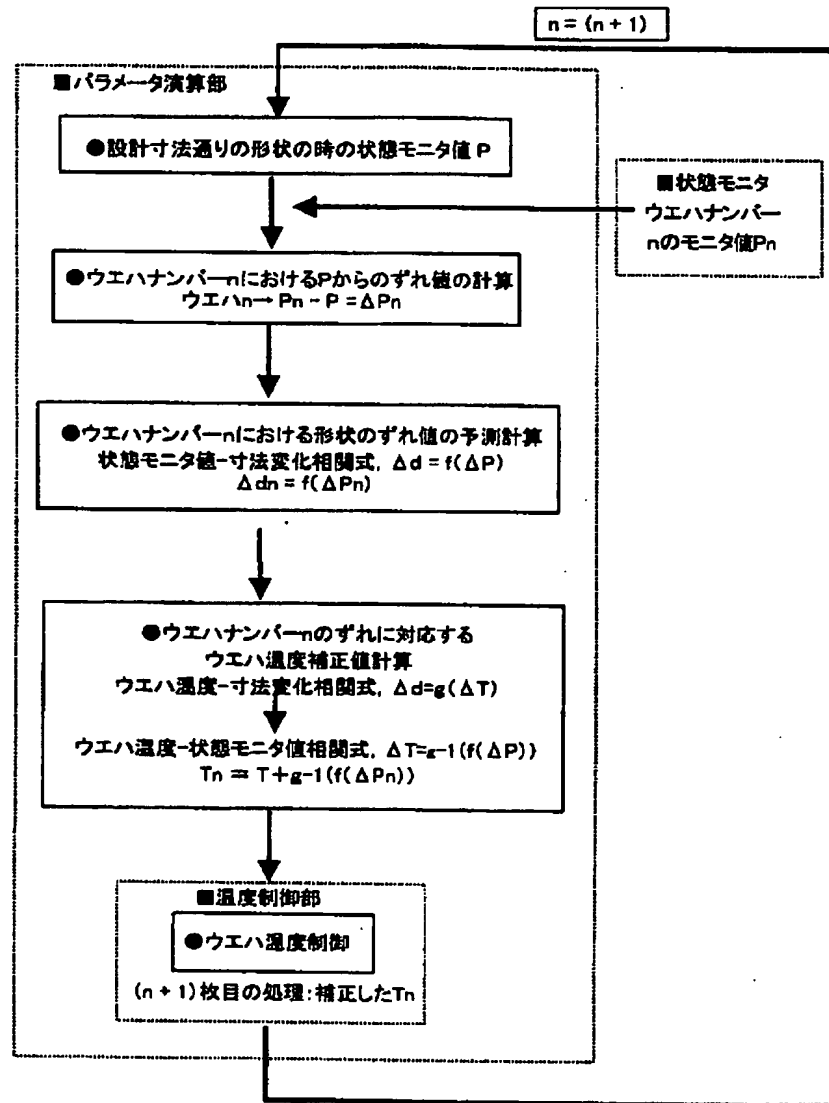 n = (n + 1)
■パラメータ演算部
●設計寸法通りの形状の時の状態モニタ値 P
■状態モニタ
ウエハナンバー
nのモニタ値Pn
●ウエハナンバーnにおけるPからのずれ値の計算
ウエハn→ Pn - P = ΔPn
●ウエハナンバーnにおける形状のずれ値の予測計算
状態モニタ値-寸法変化相関式, Δd = f(ΔP)
Δdn = f(ΔPn)
●ウエハナンバーnのずれに対応する
ウエハ温度補正値計算
ウエハ温度-寸法変化相関式, Δd=g(ΔT)
ウエハ温度-状態モニタ値相関式, ΔT=g-1(f(ΔP))
Tn = T+g-1(f(ΔPn))
■温度制御部
●ウエハ温度制御
(n + 1)枚目の処理:補正したTn